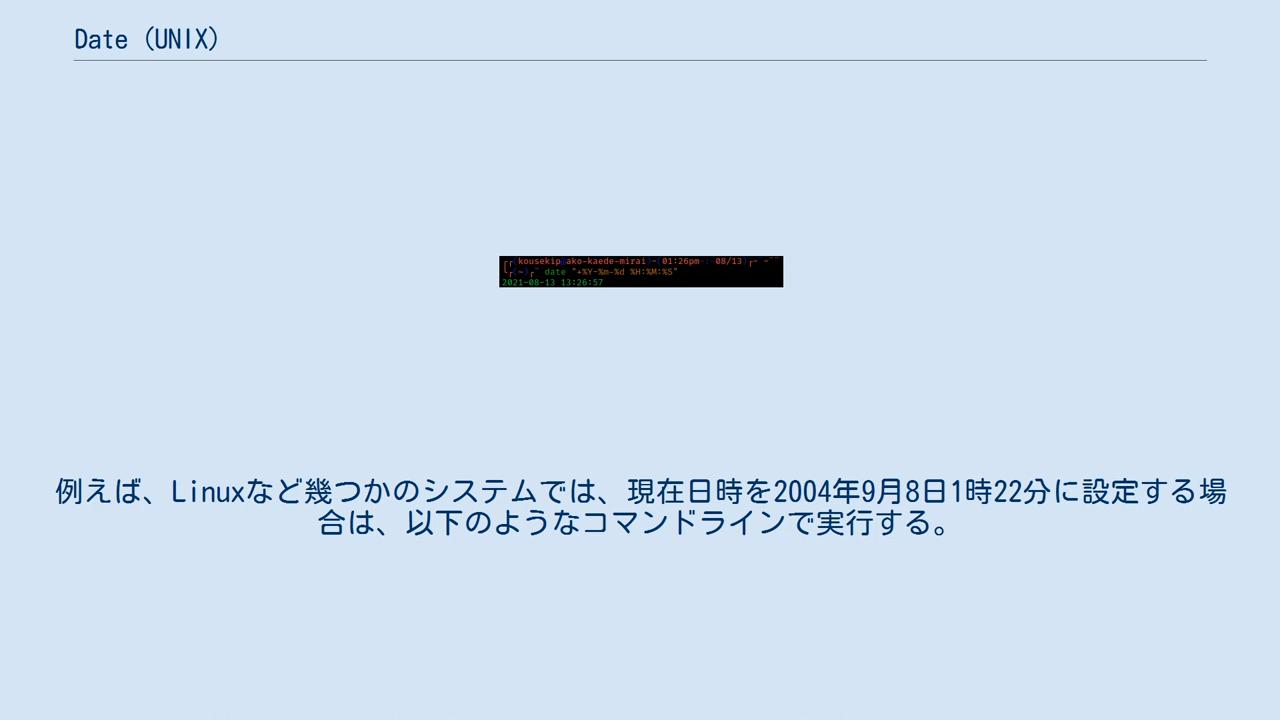 Date (UNIX)
kousekip@ako-kaede-mirai)-(01:26pm-:-08/13)
(~) date "+%Y-%m-%d %H:%M:%S"
2021-08-13 13:26:57
例えば、Linuxなど幾つかのシステムでは、現在日時を2004年9月8日1時22分に設定する場
合は、以下のようなコマンドラインで実行する。